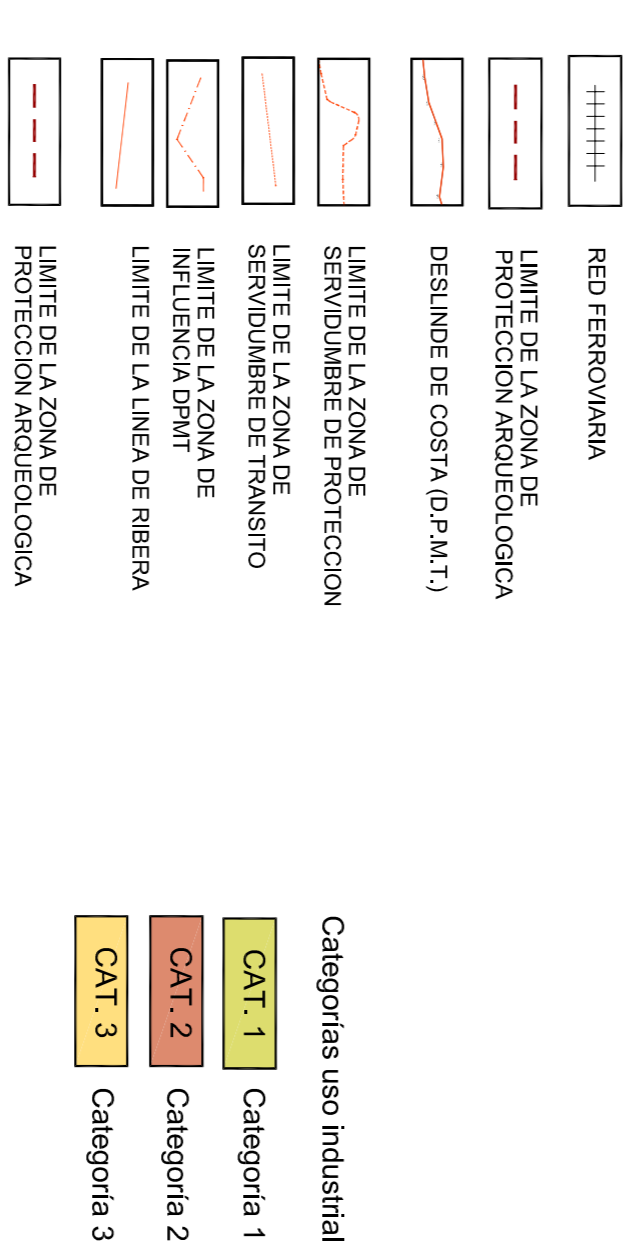 RED FERROVIARIA
LIMITE DE LA ZONA DE
PROTECCION ARQUEOLOGICA
DESLINDE DE COSTA (D.P.M.T.)
LIMITE DE LA ZONA DE
SERVIDUMBRE DE PROTECCION
LIMITE DE LA ZONA DE
SERVIDUMBRE DE TRANSITO
LIMITE DE LA ZONA DE
INFLUENCIA DPMT
LIMITE DE LA LINEA DE RIBERA
LIMITE DE LA ZONA DE
PROTECCION ARQUEOLOGICA
Categorías uso industrial
CAT. 1 Categoría 1
CAT. 2 Categoría 2
CAT. 3 Categoría 3